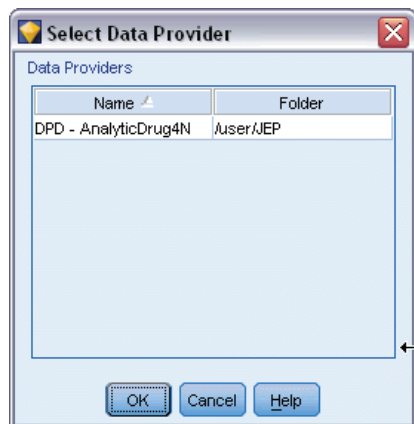 Select Data Provider
Data Providers
Name Folder
DPD - AnalyticDrug4N /user/JEP
OK Cancel Help